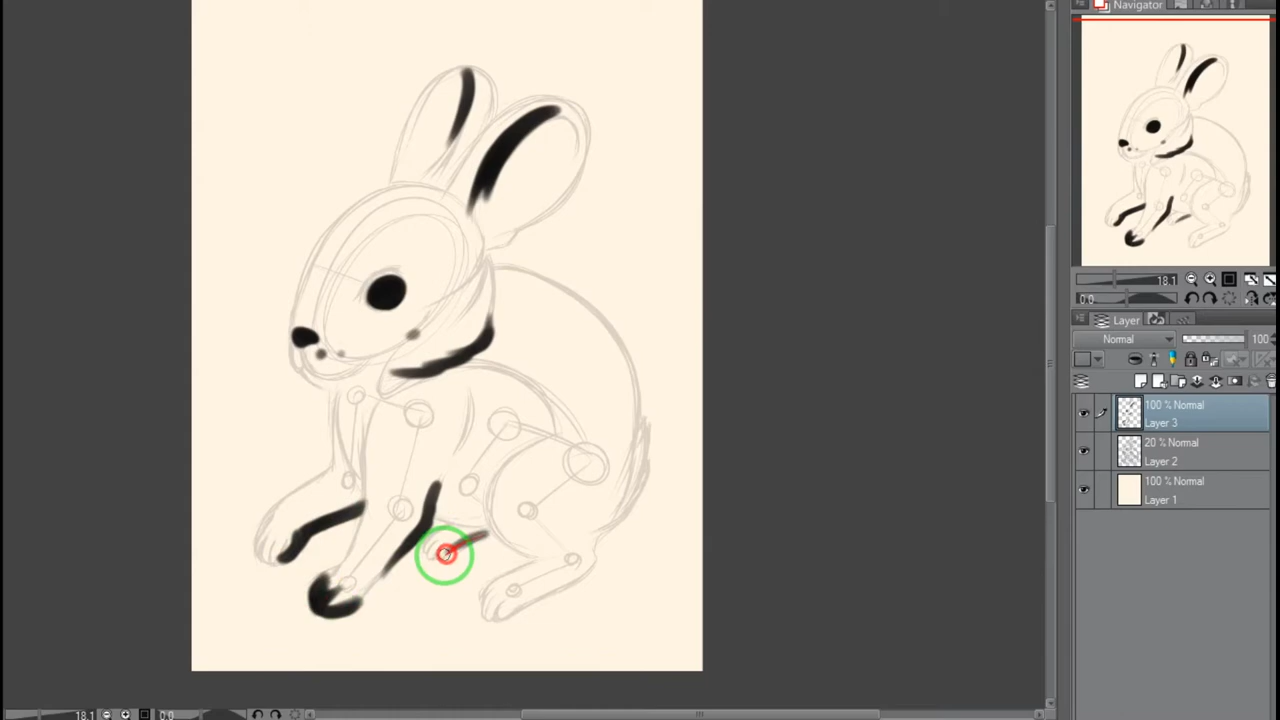 Navigator
18.1
0.0
Layer
Normal
100
100 % Normal
Layer 3
20 % Normal
Layer 2
100 % Normal
Layer 1
18.1
0.0